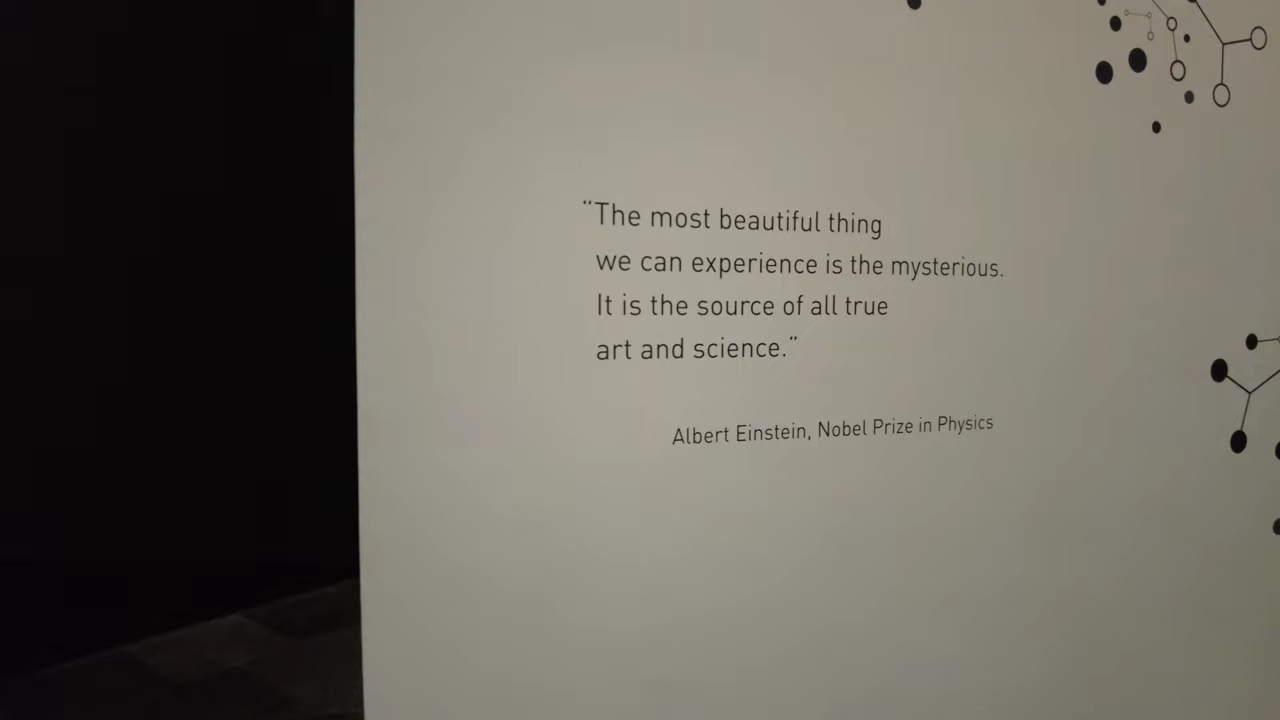 “The most beautiful thing
we can experience is the mysterious.
It is the source of all true
art and science.”
Albert Einstein, Nobel Prize in Physics